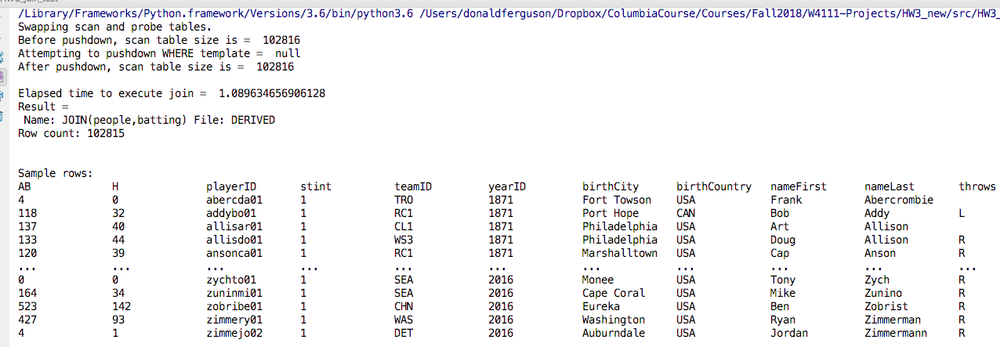 /Library/Frameworks/Python.framework/Versions/3.6/bin/python3.6 /Users/donaldferguson/Dropbox/ColumbiaCourse/Courses/Fall2018/W4111-Projects/HW3_new/src/HW3_
Swapping scan and probe tables.
Before pushdown, scan table size is =  102816
Attempting to pushdown WHERE template =  null
After pushdown, scan table size is =  102816
Elapsed time to execute join =  1.089634656906128
Result =
Name: JOIN(people,batting) File: DERIVED
Row count: 102815
Sample rows:
AB H playerID stint teamID yearID birthCity birthCountry nameFirst nameLast throws
4 0 abercda01 1 TRO 1871 Fort Towson USA Frank Abercrombie
118 32 addybo01 1 RC1 1871 Port Hope CAN Bob Addy L
137 40 allisar01 1 CL1 1871 Philadelphia USA Art Allison
133 44 allisdo01 1 WS3 1871 Philadelphia USA Doug Allison R
120 39 ansonca01 1 RC1 1871 Marshalltown USA Cap Anson R
... ... ... ... ... ... ... ... ... ... ...
0 0 zychto01 1 SEA 2016 Monee USA Tony Zych R
164 34 zuninmi01 1 SEA 2016 Cape Coral USA Mike Zunino R
523 142 zobribe01 1 CHN 2016 Eureka USA Ben Zobrist R
427 93 zimmery01 1 WAS 2016 Washington USA Ryan Zimmerman R
4 1 zimmejo02 1 DET 2016 Auburndale USA Jordan Zimmermann R